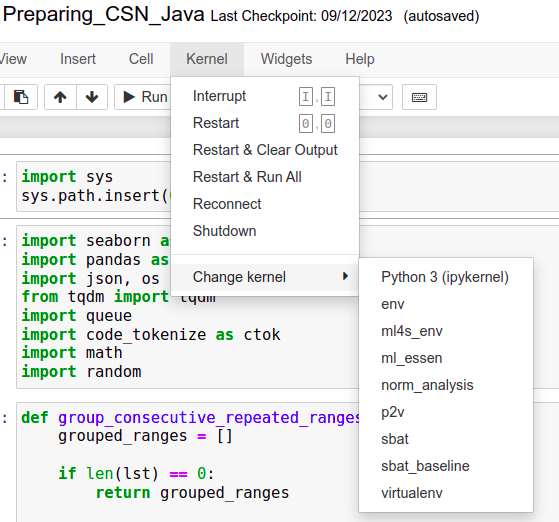 Preparing_CSN_Java Last Checkpoint: 09/12/2023 (autosaved)
View Insert Cell Kernel Widgets Help
Run
Interrupt I,I
Restart 0,0
Restart & Clear Output
Restart & Run All
Reconnect
Shutdown
Change kernel
Python 3 (ipykernel)
env
ml4s_env
ml_essen
norm_analysis
p2v
sbat
sbat_baseline
virtualenv
: import sys
sys.path.insert(
: import seaborn as
import pandas as
import json, os
from tqdm import tqdm
import queue
import code_tokenize as ctok
import math
import random
: def group_consecutive_repeated_ranges
grouped_ranges = []
if len(lst) == 0:
return grouped_ranges